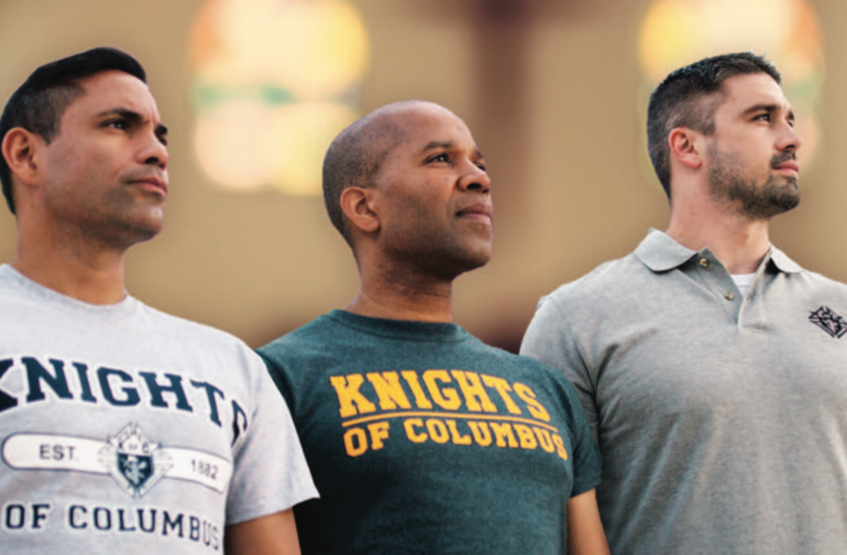 KNIGHTS
EST. 1882
OF COLUMBUS
KNIGHTS
OF COLUMBUS